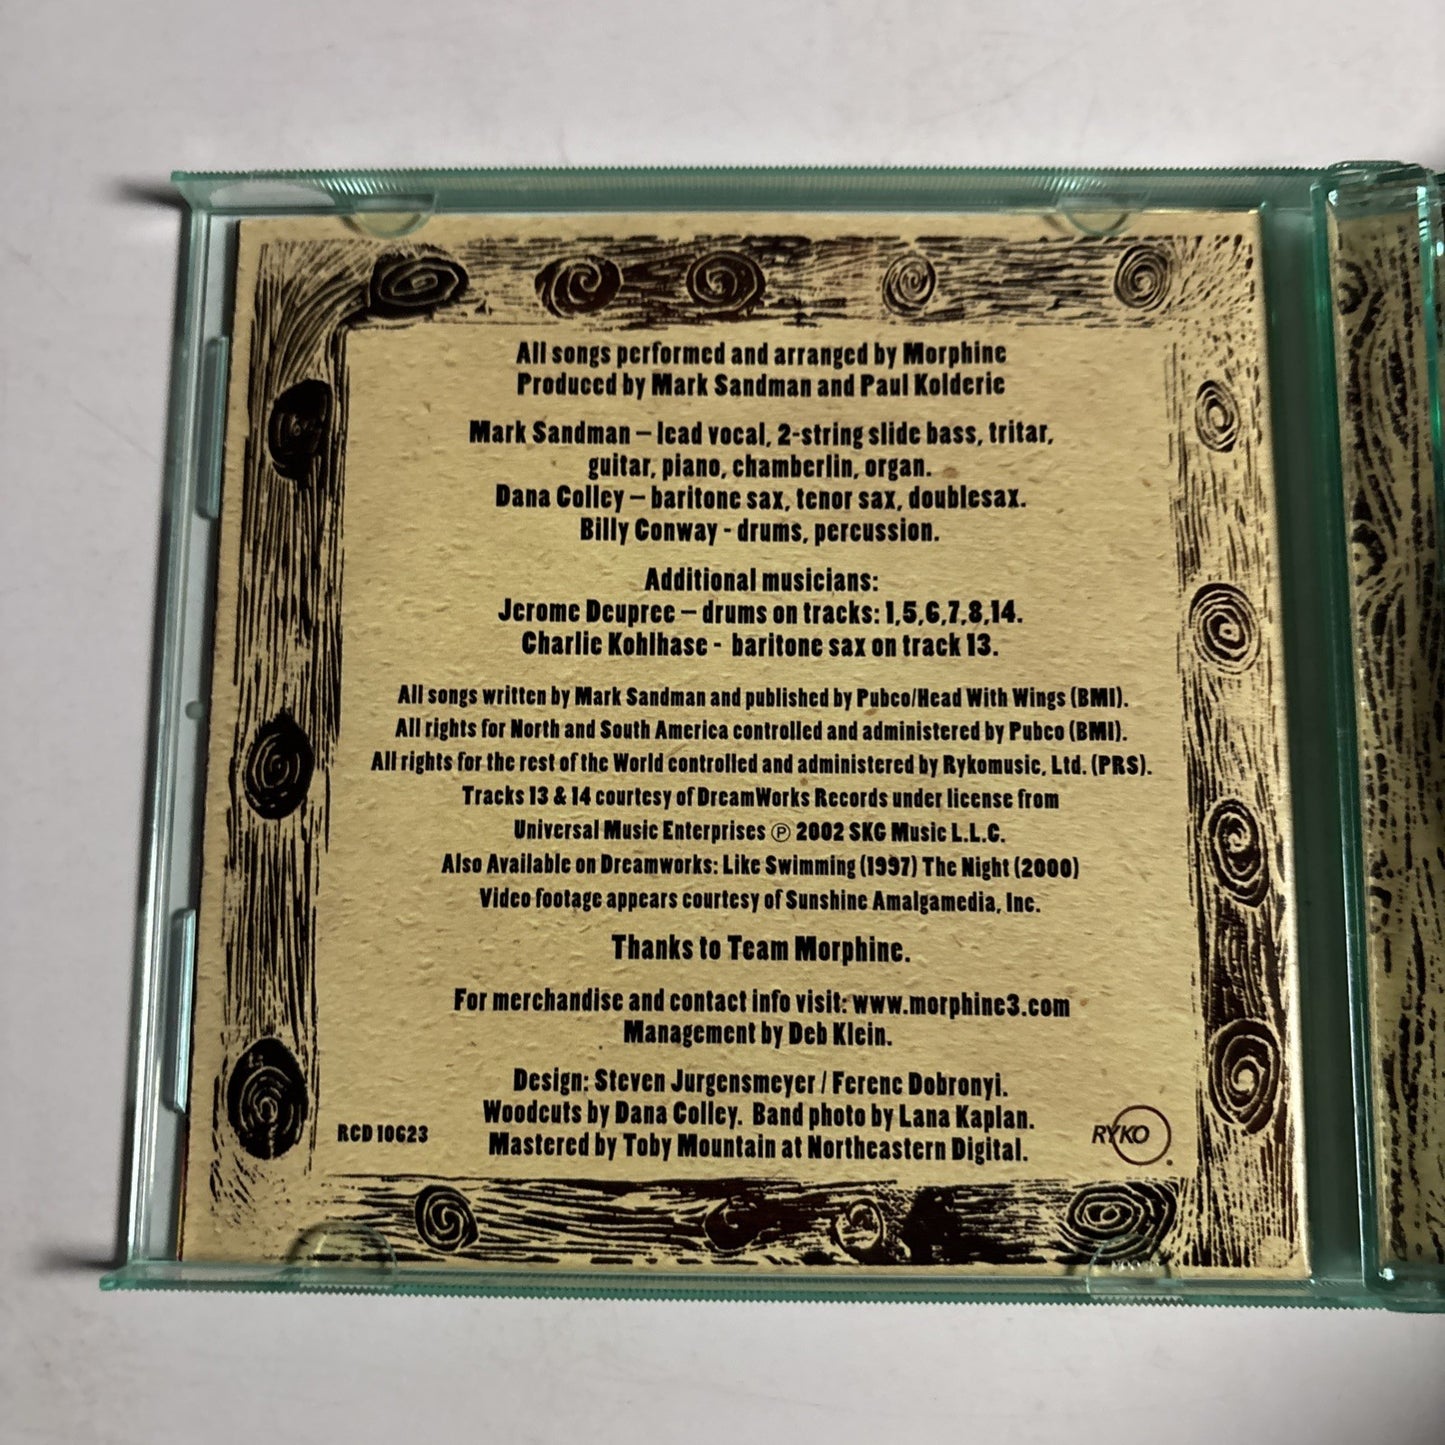 All songs performed and arranged by Morphine
Produced by Mark Sandman and Paul Kolderie
Mark Sandman – lead vocal, 2-string slide bass, tritar,
guitar, piano, chamberlin, organ.
Dana Colley – baritone sax, tenor sax, doublesax.
Billy Conway - drums, percussion.
Additional musicians:
Jerome Deupree – drums on tracks: 1,5,6,7,8,14.
Charlie Kohlhase - baritone sax on track 13.
All songs written by Mark Sandman and published by Pubco/Head With Wings (BMI).
All rights for North and South America controlled and administered by Pubco (BMI).
All rights for the rest of the World controlled and administered by Rykomusic, Ltd. (PRS).
Tracks 13 & 14 courtesy of DreamWorks Records under license from
Universal Music Enterprises ℗ 2002 SKG Music L.L.C.
Also Available on Dreamworks: Like Swimming (1997) The Night (2000)
Video footage appears courtesy of Sunshine Amalgamedia, Inc.
Thanks to Team Morphine.
For merchandise and contact info visit: www.morphine3.com
Management by Deb Klein.
Design: Steven Jurgensmeyer / Ferenc Dobronyi.
Woodcuts by Dana Colley. Band photo by Lana Kaplan.
Mastered by Toby Mountain at Northeastern Digital.
RCD 10623
RYKO